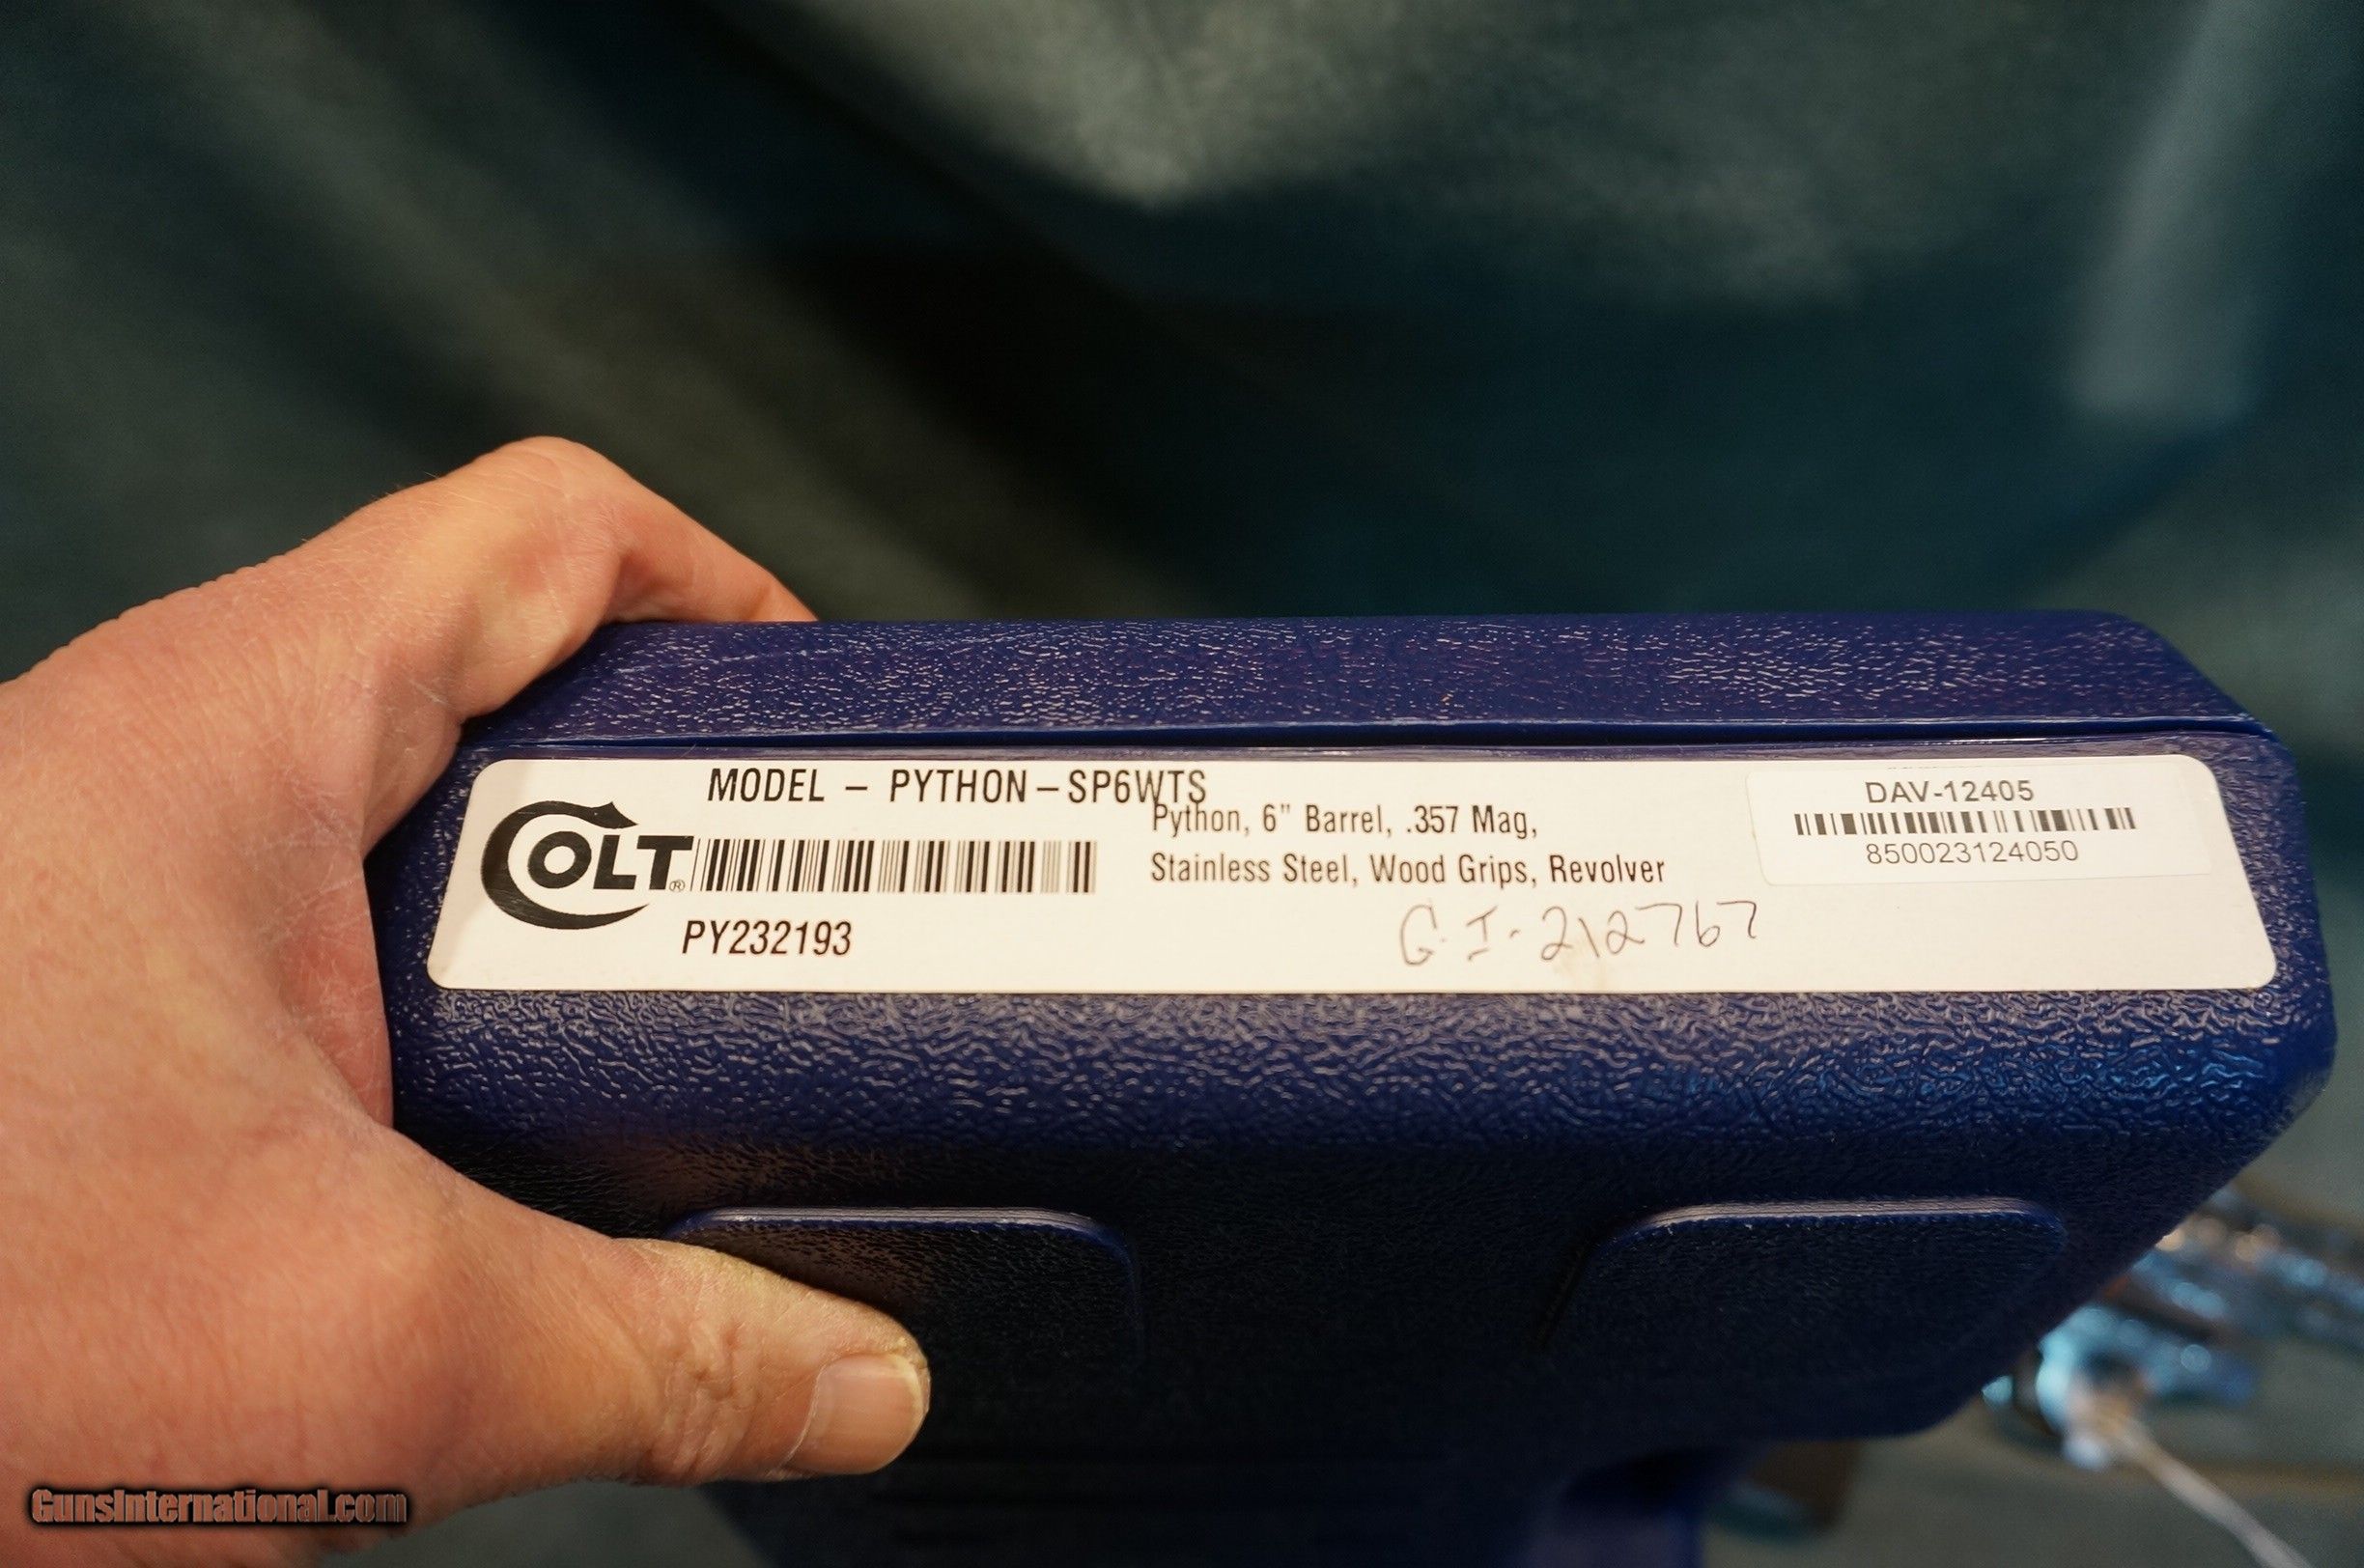 MODEL – PYTHON – SP6WTS
COLT®
PY232193
Python, 6" Barrel, .357 Mag,
Stainless Steel, Wood Grips, Revolver
G.I-212767
DAV-12405
850023124050
GunsInternational.com